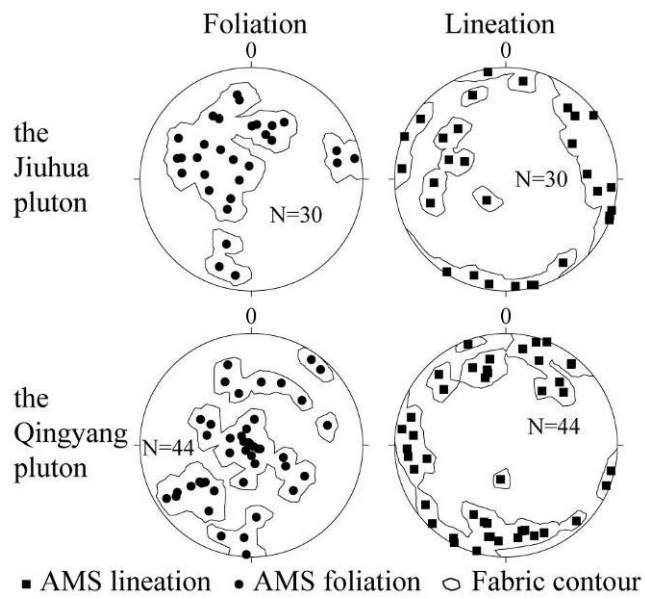 Foliation
Lineation
0
0
the
Jiuhua
pluton
N=30
N=30
0
0
the
Qingyang
pluton
N=44
N=44
AMS lineation
AMS foliation
Fabric contour